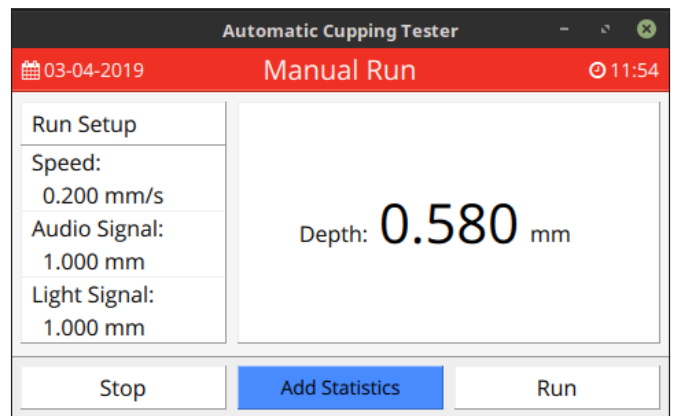 Automatic Cupping Tester
03-04-2019 Manual Run 11:54
Run Setup
Speed:
0.200 mm/s
Audio Signal:
1.000 mm
Light Signal:
1.000 mm
Depth: 0.580 mm
Stop Add Statistics Run